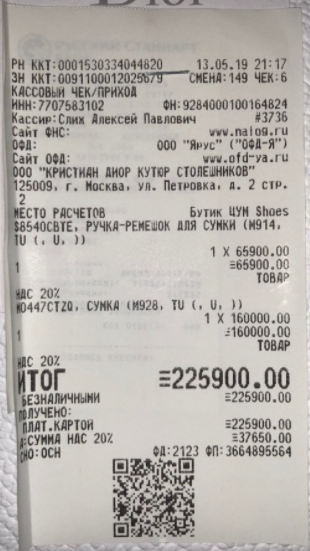 Dior
РН ККТ:0001530334044820 13.05.19 21:17
ЗН ККТ:0091100012025679 СМЕНА:149 ЧЕК:6
КАССОВЫЙ ЧЕК/ПРИХОД
ИНН:7707583102 ФН:9284000100164824
Кассир:Слих Алексей Павлович #3736
Сайт ФНС: www.nalog.ru
ОФД: ООО "Ярус" ("ОФД-Я")
Сайт ОФД: www.ofd-ya.ru
ООО "КРИСТИАН ДИОР КУТЮР СТОЛЕШНИКОВ"
125009, г. Москва, ул. Петровка, д. 2 стр.
2
МЕСТО РАСЧЕТОВ Бутик ЦУМ Shoes
$8540CBTE, РУЧКА-РЕМЕШОК ДЛЯ СУМКИ (M914,
TU (, U, ))
1 X 65900.00
1 ≡65900.00
ТОВАР
НДС 20%
M0447CTZQ, СУМКА (M928, TU (, U, ))
1 X 160000.00
1 ≡160000.00
ТОВАР
НДС 20%
ИТОГ ≡225900.00
БЕЗНАЛИЧНЫМИ ≡225900.00
ПОЛУЧЕНО:
ПЛАТ.КАРТОЙ ≡225900.00
А:СУММА НДС 20% ≡37650.00
СНО:ОСН ФД:2123 ФП:3664895564